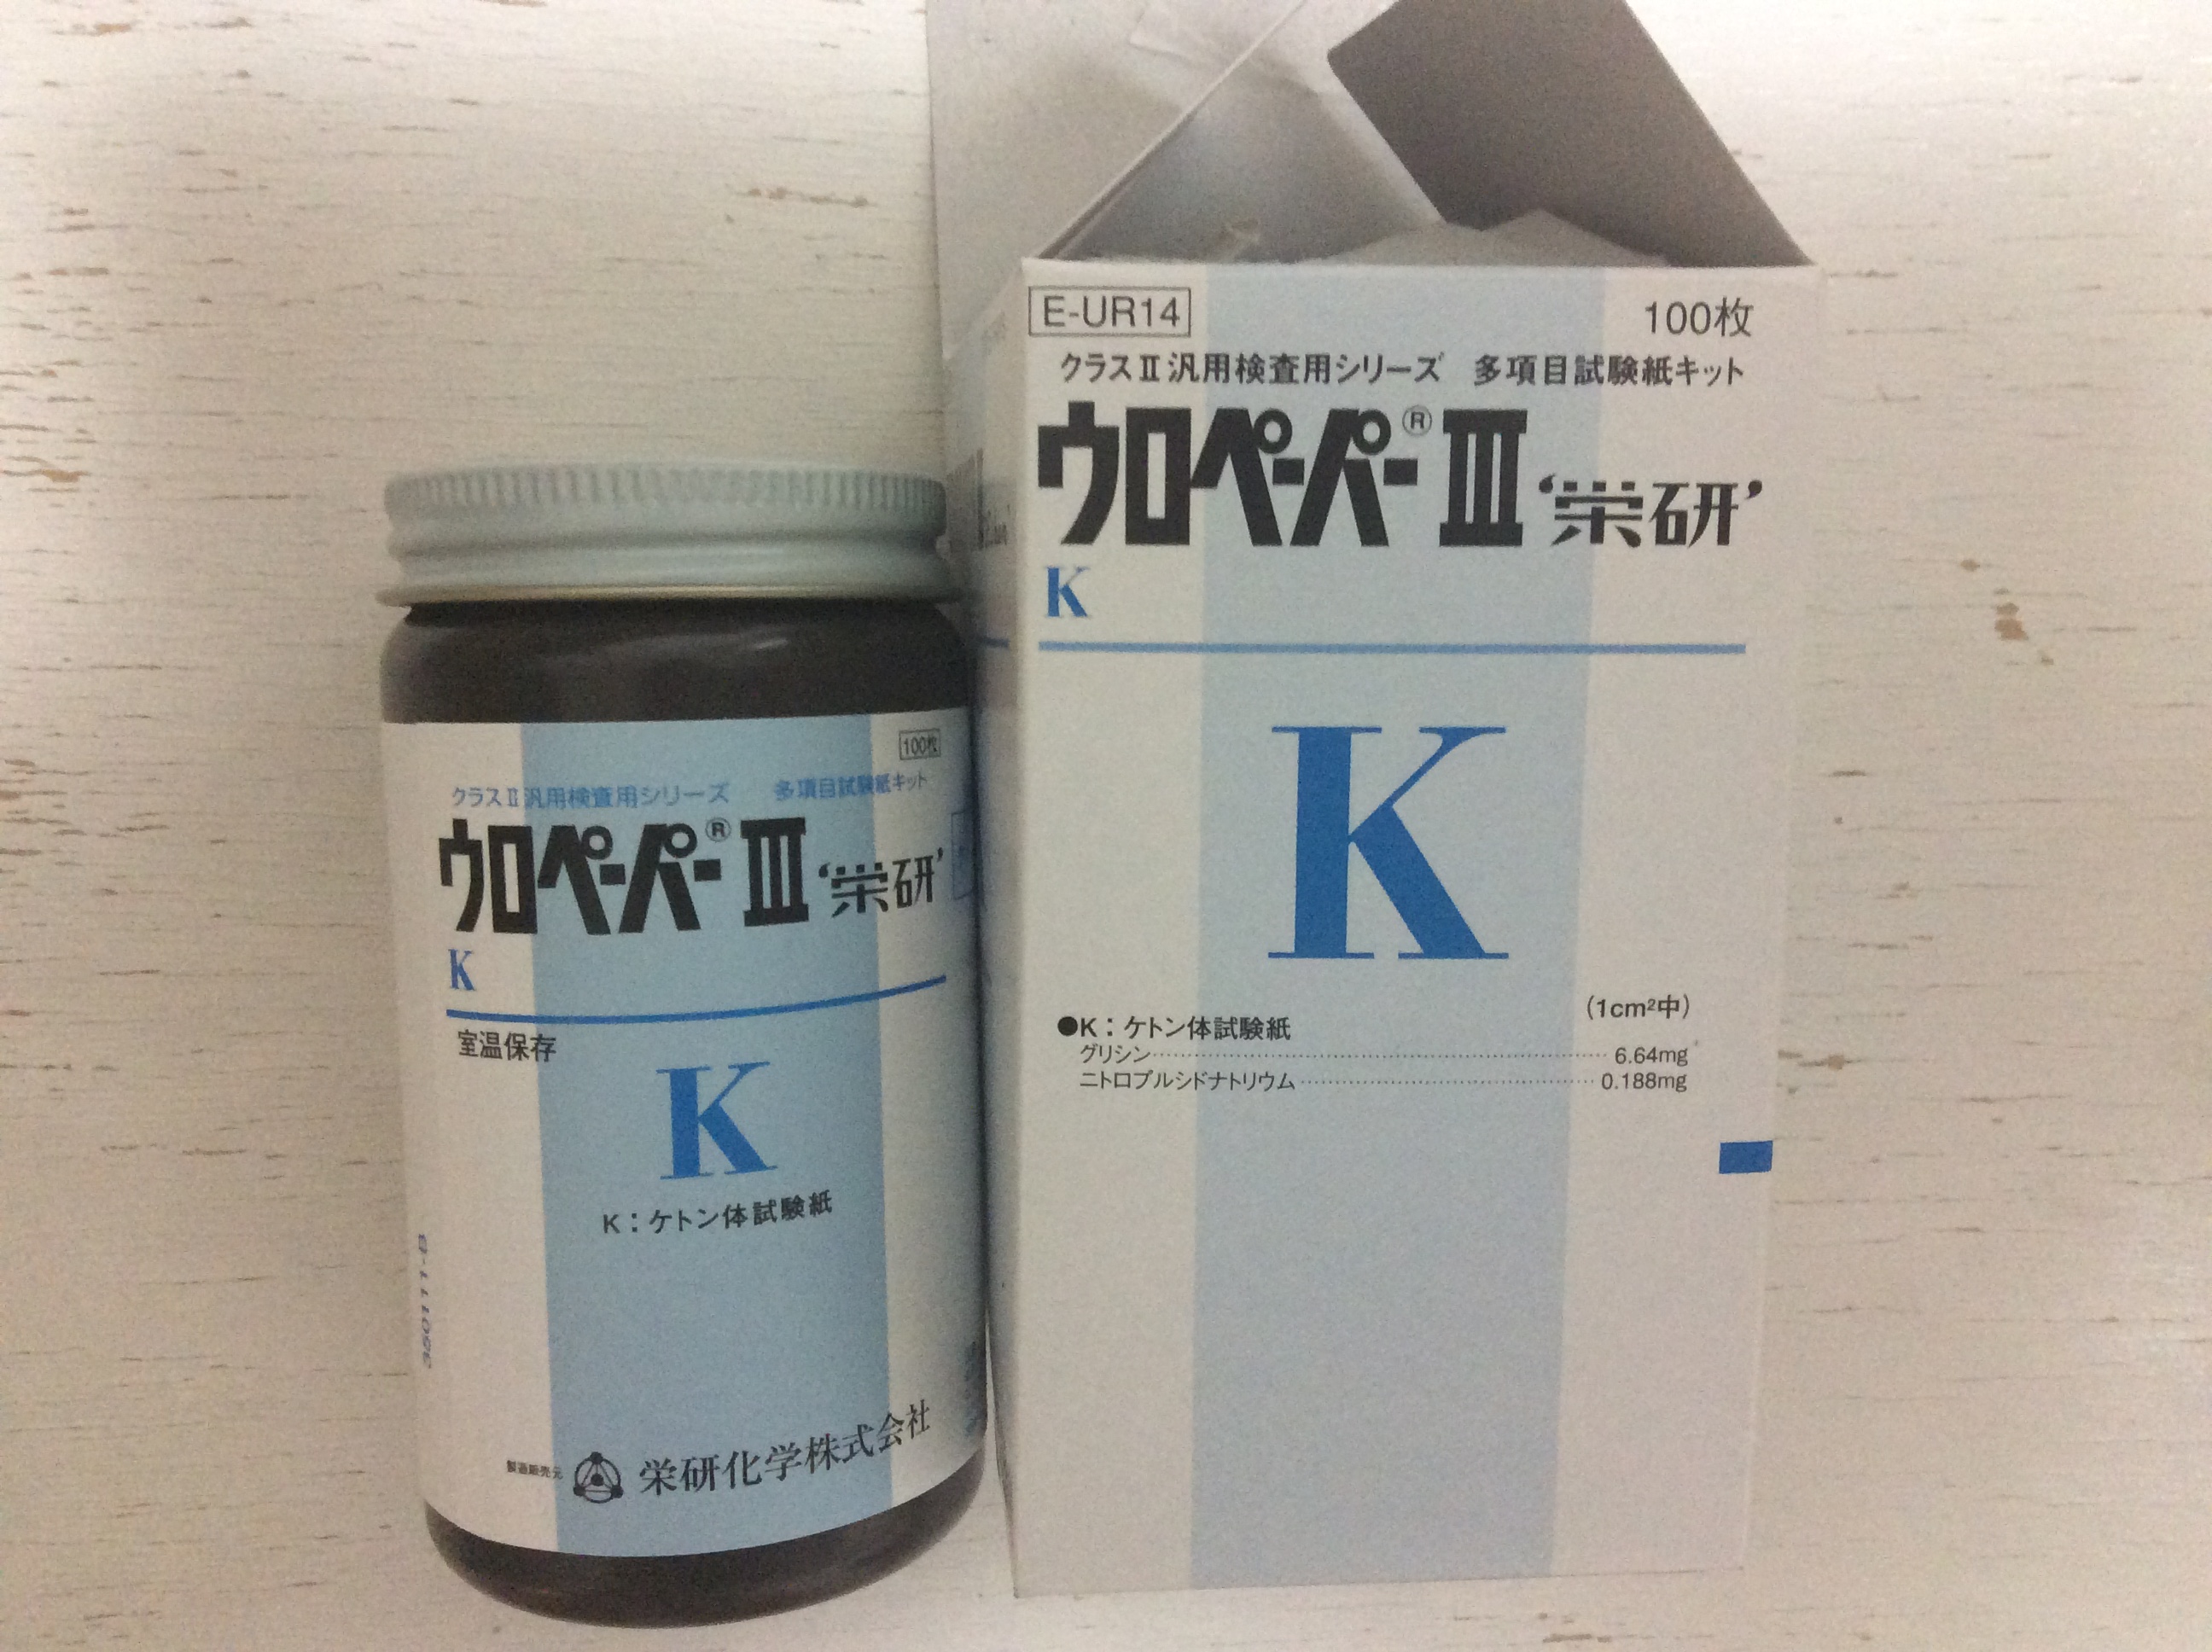 E-UR14
100枚
クラスⅡ汎用検査用シリーズ 多項目試験紙キット
ウロペーパー®Ⅲ‘栄研’
K
K
(1cm²中)
●K：ケトン体試験紙
グリシン 6.64mg
ニトロプルシドナトリウム 0.188mg
100枚
クラスⅡ汎用検査用シリーズ 多項目試験紙キット
ウロペーパー®Ⅲ‘栄研’
K
室温保存
K
K：ケトン体試験紙
製造販売元 栄研化学株式会社